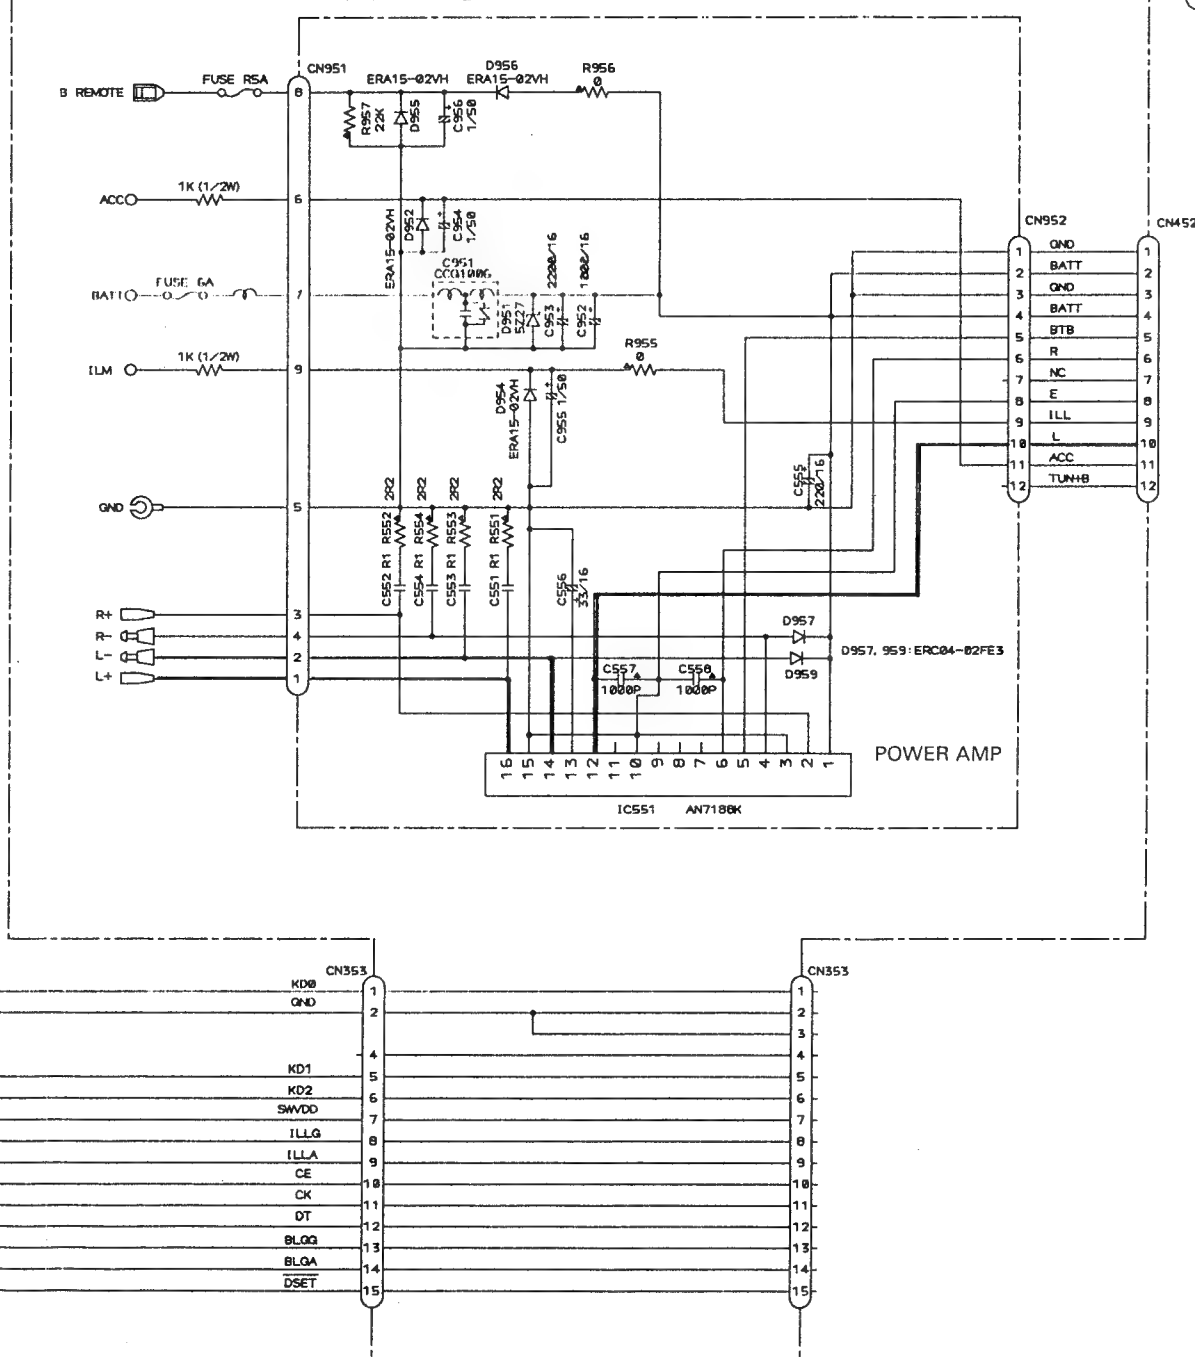 CN951
B REMOTE
FUSE R5A
8
ERA15-02VH
D956
ERA15-02VH
R956
0
R957
22K
D955
C956
1/50
ACC
1K (1/2W)
6
ERA15-02VH
D952
C954
1/50
CN952
CN452
BATT
FUSE 6A
7
C951
CCQ1006
D951
5Z27
C953
2200/16
C952
1800/16
ILM
1K (1/2W)
9
D954
ERA15-02VH
C955 1/50
R955
0
1 GND 1
2 BATT 2
3 GND 3
4 BATT 4
5 BTB 5
6 R 6
7 NC 7
8 E 8
9 ILL 9
10 L 10
11 ACC 11
12 TUN+B 12
C555
220/16
GND
5
C552 R1 R552 2R2
C554 R1 R554 2R2
C553 R1 R553 2R2
C551 R1 R551 2R2
C556
33/16
R+
3
R-
4
L-
2
L+
1
D957
D959
D957, 959:ERC04-02FE3
C557
1000P
C558
1000P
16 15 14 13 12 11 10 9 8 7 6 5 4 3 2 1
POWER AMP
IC551 AN7188K
CN353
CN353
KD0 1 1
GND 2 2
3
4 4
KD1 5 5
KD2 6 6
SWVDD 7 7
ILLG 8 8
ILLA 9 9
CE 10 10
CK 11 11
DT 12 12
BLGG 13 13
BLGA 14 14
DSET 15 15